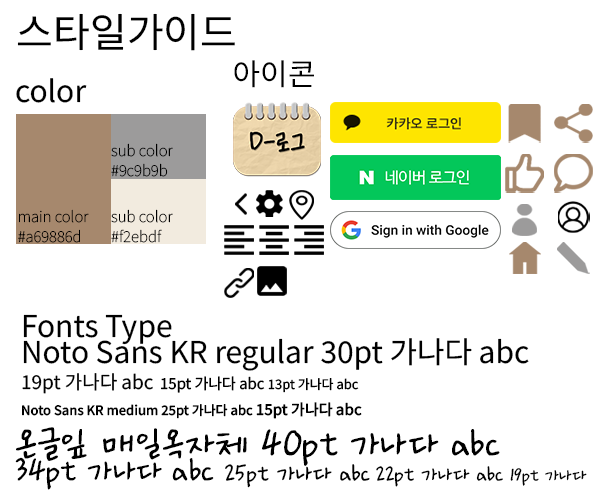 스타일가이드
아이콘
color
sub color
#9c9b9b
main color
#a69886d
sub color
#f2ebdf
D-로그
카카오 로그인
N 네이버 로그인
G Sign in with Google
Fonts Type
Noto Sans KR regular 30pt 가나다 abc
19pt 가나다 abc 15pt 가나다 abc 13pt 가나다 abc
Noto Sans KR medium 25pt 가나다 abc 15pt 가나다 abc
온글잎 매일옥자체 40pt 가나다 abc
34pt 가나다 abc 25pt 가나다 abc 22pt 가나다 abc 19pt 가나다